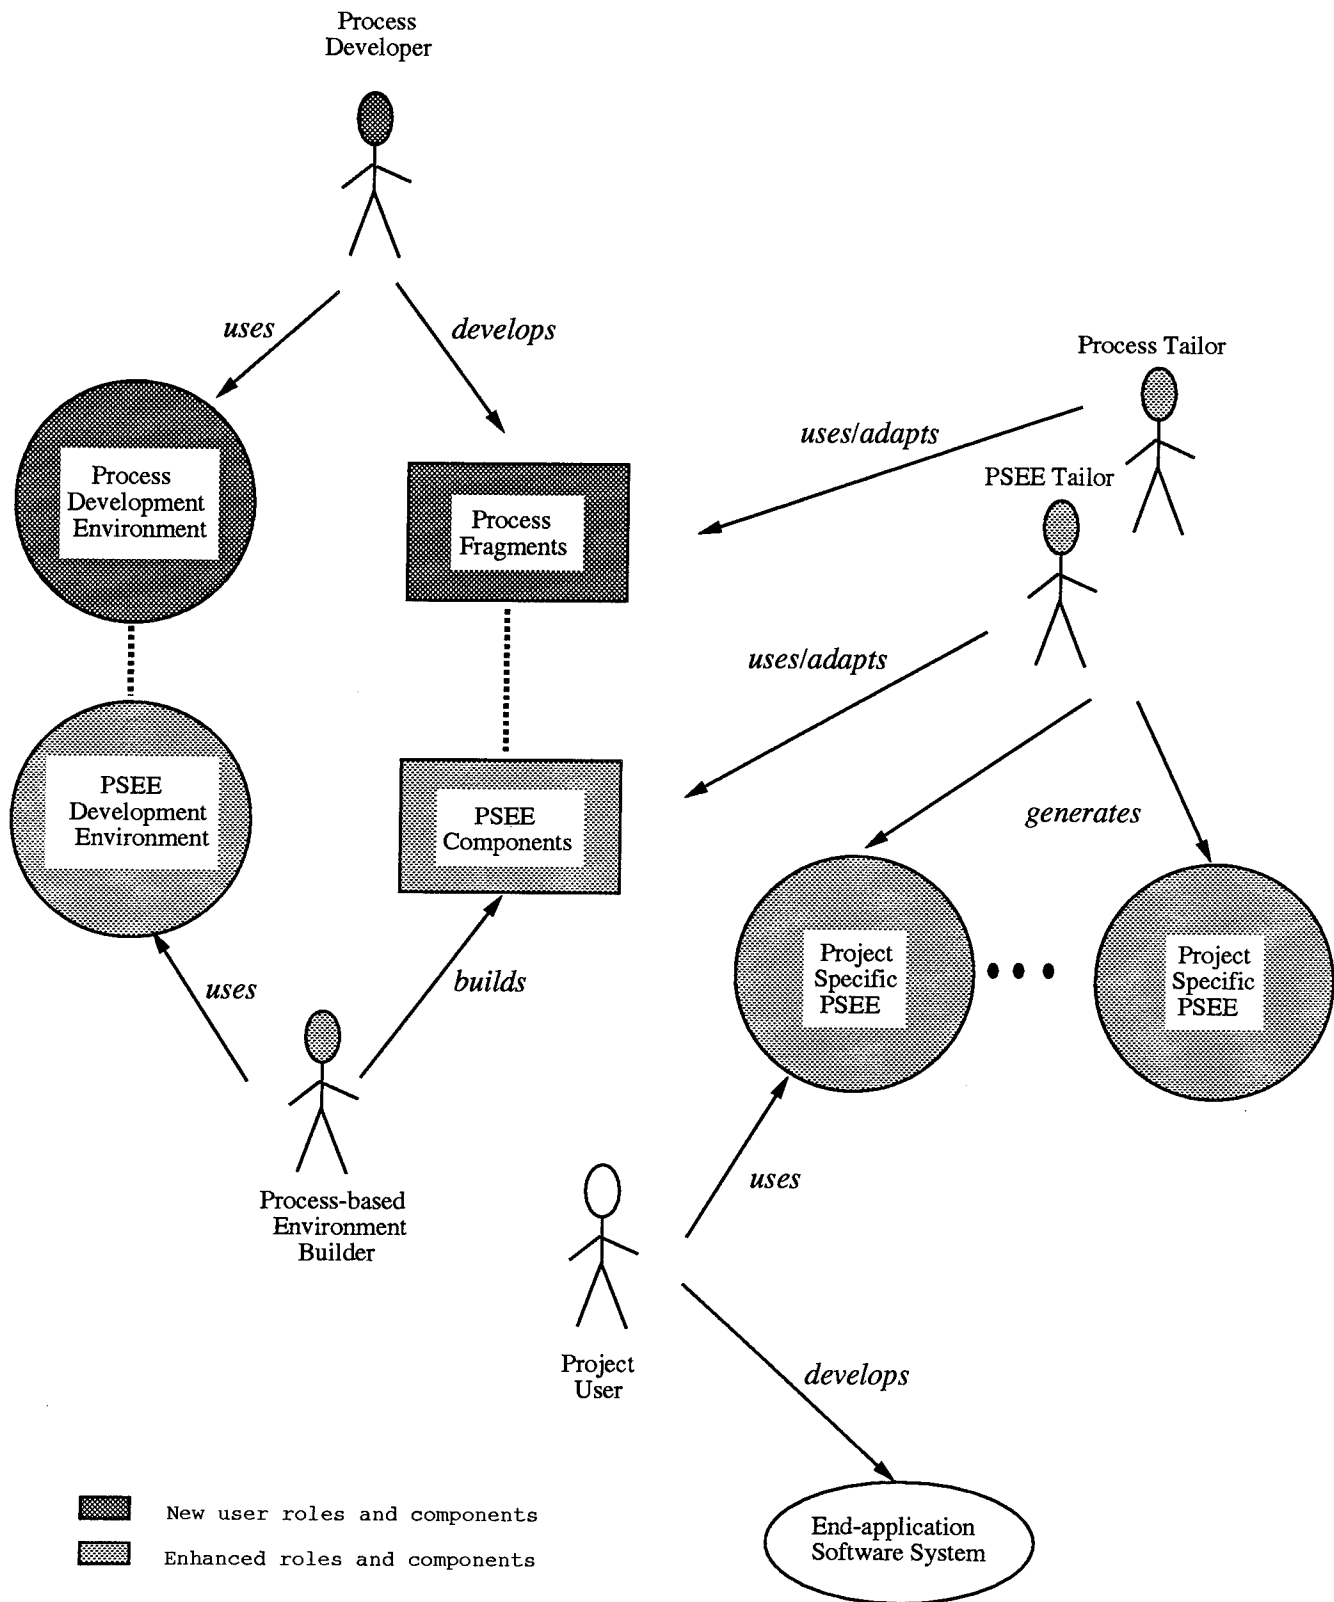 Process
Developer
uses
develops
Process Tailor
uses/adapts
PSEE Tailor
Process
Development
Environment
Process
Fragments
uses/adapts
PSEE
Development
Environment
PSEE
Components
generates
uses
builds
Project
Specific
PSEE
Project
Specific
PSEE
Process-based
Environment
Builder
uses
Project
User
develops
New user roles and components
Enhanced roles and components
End-application
Software System